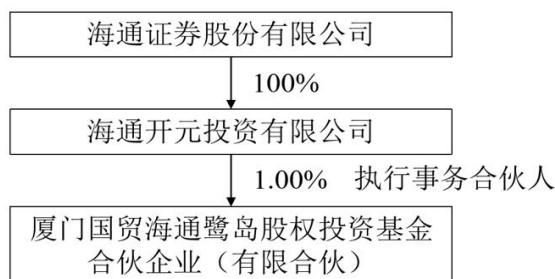 海通证券股份有限公司
100%
海通开元投资有限公司
1.00% 执行事务合伙人
厦门国贸海通鹭岛股权投资基金
合伙企业（有限合伙）